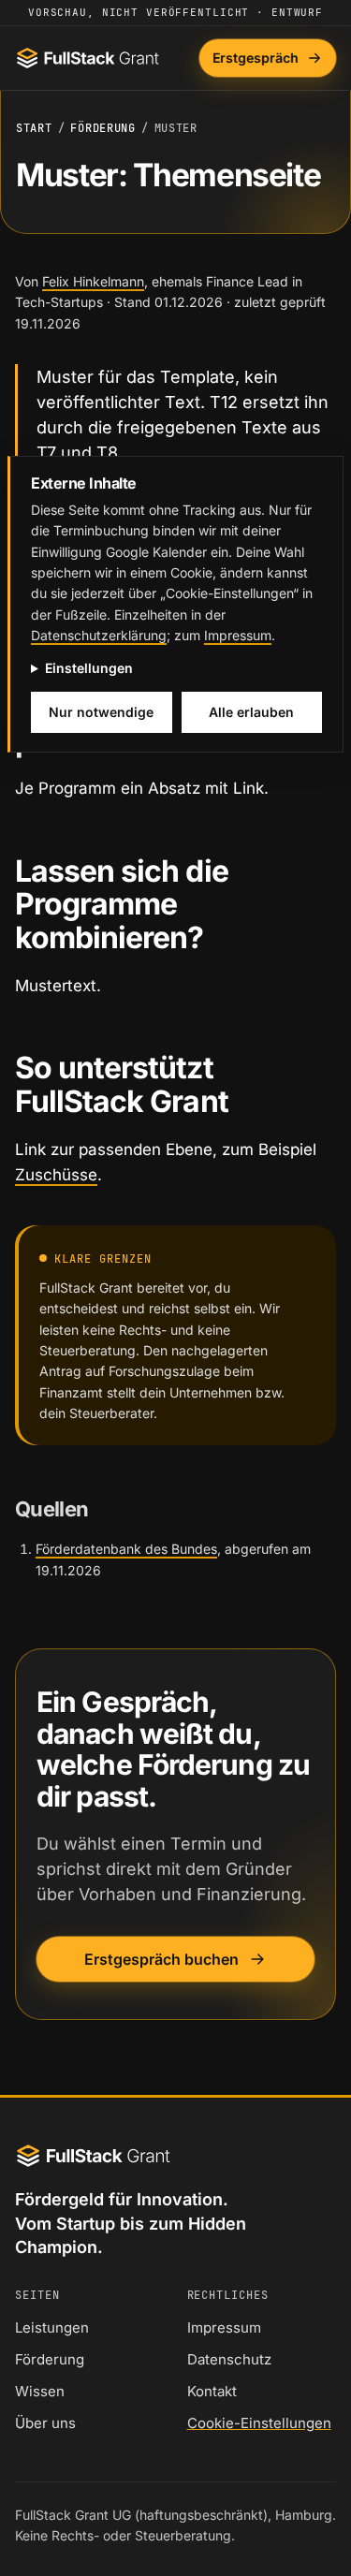 VORSCHAU, NICHT VERÖFFENTLICHT · ENTWURF
FullStack Grant
Erstgespräch →
START / FÖRDERUNG / MUSTER
Muster: Themenseite
Von Felix Hinkelmann, ehemals Finance Lead in
Tech-Startups · Stand 01.12.2026 · zuletzt geprüft
19.11.2026
Muster für das Template, kein
veröffentlichter Text. T12 ersetzt ihn
durch die freigegebenen Texte aus
T7 und T8.
Externe Inhalte
Diese Seite kommt ohne Tracking aus. Nur für
die Terminbuchung binden wir mit deiner
Einwilligung Google Kalender ein. Deine Wahl
speichern wir in einem Cookie, ändern kannst
du sie jederzeit über „Cookie-Einstellungen“ in
der Fußzeile. Einzelheiten in der
Datenschutzerklärung; zum Impressum.
Einstellungen
Nur notwendige
Alle erlauben
Je Programm ein Absatz mit Link.
Lassen sich die
Programme
kombinieren?
Mustertext.
So unterstützt
FullStack Grant
Link zur passenden Ebene, zum Beispiel
Zuschüsse.
KLARE GRENZEN
FullStack Grant bereitet vor, du
entscheidest und reichst selbst ein. Wir
leisten keine Rechts- und keine
Steuerberatung. Den nachgelagerten
Antrag auf Forschungszulage beim
Finanzamt stellt dein Unternehmen bzw.
dein Steuerberater.
Quellen
1. Förderdatenbank des Bundes, abgerufen am
19.11.2026
Ein Gespräch,
danach weißt du,
welche Förderung zu
dir passt.
Du wählst einen Termin und
sprichst direkt mit dem Gründer
über Vorhaben und Finanzierung.
Erstgespräch buchen →
FullStack Grant
Fördergeld für Innovation.
Vom Startup bis zum Hidden
Champion.
SEITEN
Leistungen
Förderung
Wissen
Über uns
RECHTLICHES
Impressum
Datenschutz
Kontakt
Cookie-Einstellungen
FullStack Grant UG (haftungsbeschränkt), Hamburg.
Keine Rechts- oder Steuerberatung.